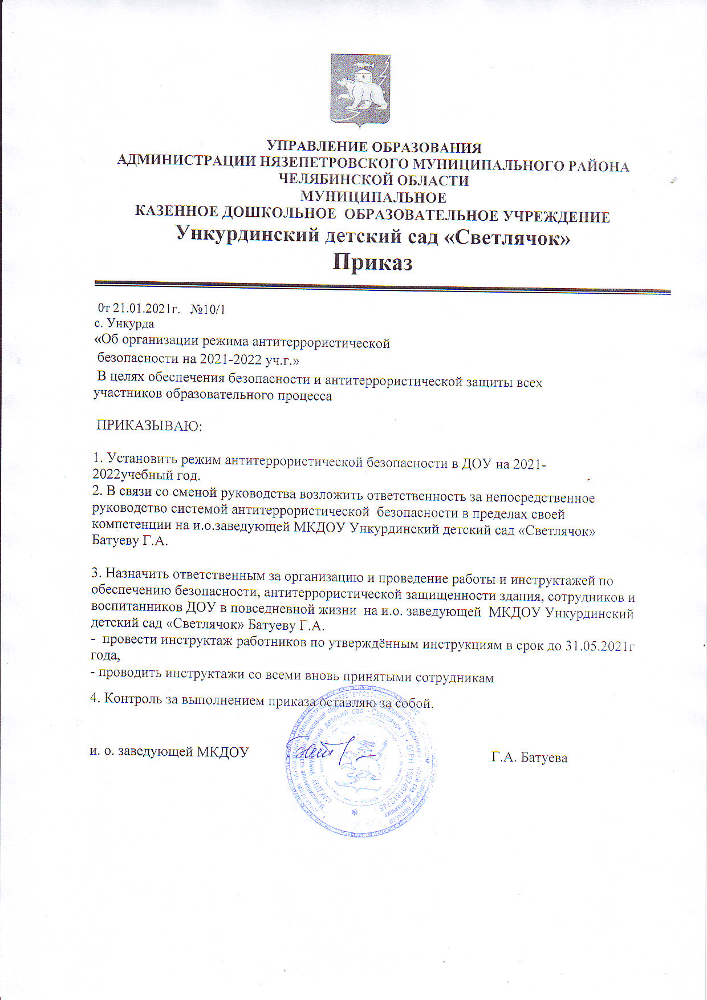 УПРАВЛЕНИЕ ОБРАЗОВАНИЯ
АДМИНИСТРАЦИИ НЯЗЕПЕТРОВСКОГО МУНИЦИПАЛЬНОГО РАЙОНА
ЧЕЛЯБИНСКОЙ ОБЛАСТИ
МУНИЦИПАЛЬНОЕ
КАЗЕННОЕ ДОШКОЛЬНОЕ ОБРАЗОВАТЕЛЬНОЕ УЧРЕЖДЕНИЕ
Ункурдинский детский сад «Светлячок»
Приказ
0т 21.01.2021г. №10/1
с. Ункурда
«Об организации режима антитеррористической
безопасности на 2021-2022 уч.г.»
В целях обеспечения безопасности и антитеррористической защиты всех
участников образовательного процесса
ПРИКАЗЫВАЮ:
1. Установить режим антитеррористической безопасности в ДОУ на 2021-
2022учебный год.
2. В связи со сменой руководства возложить ответственность за непосредственное
руководство системой антитеррористической безопасности в пределах своей
компетенции на и.о.заведующей МКДОУ Ункурдинский детский сад «Светлячок»
Батуеву Г.А.
3. Назначить ответственным за организацию и проведение работы и инструктажей по
обеспечению безопасности, антитеррористической защищенности здания, сотрудников и
воспитанников ДОУ в повседневной жизни на и.о. заведующей МКДОУ Ункурдинский
детский сад «Светлячок» Батуеву Г.А.
- провести инструктаж работников по утверждённым инструкциям в срок до 31.05.2021г
года,
- проводить инструктажи со всеми вновь принятыми сотрудникам
4. Контроль за выполнением приказа оставляю за собой.
и. о. заведующей МКДОУ
Г.А. Батуева
(МКДОУ Ункурдинский детский сад «Светлячок») * ОГРН 1027401812745